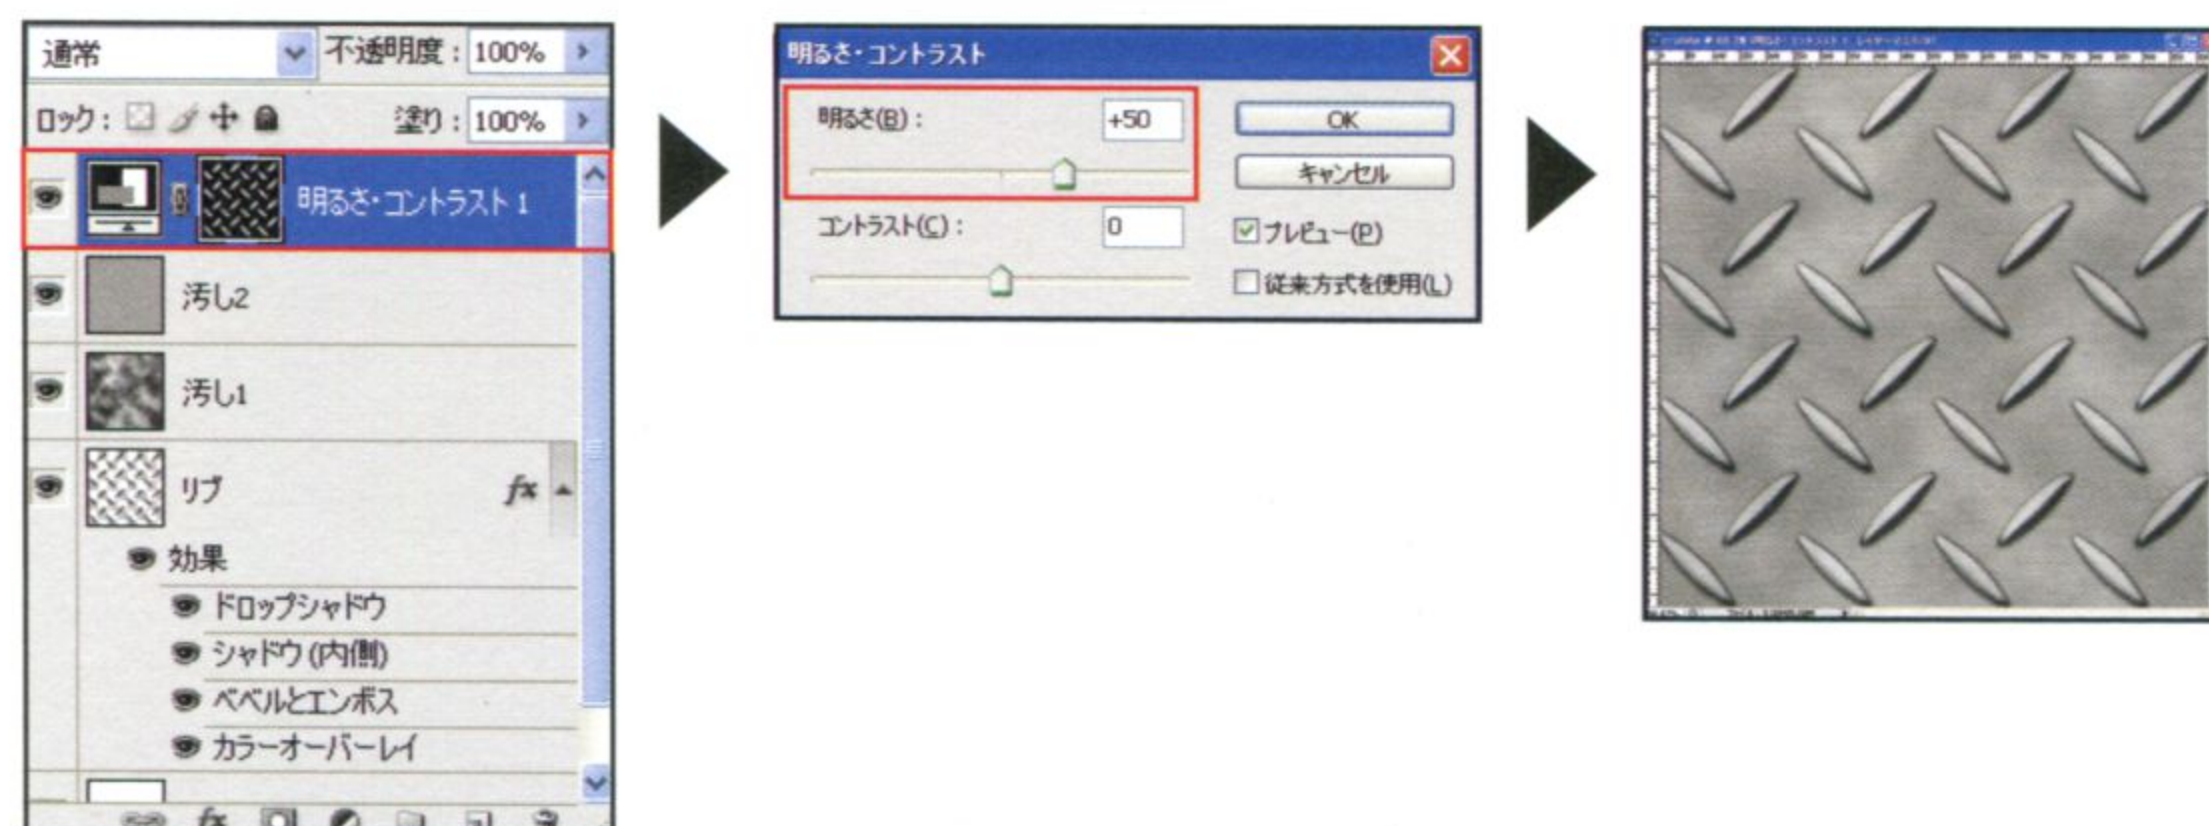 通常 不透明度: 100%
ロック: 塗り: 100%
明るさ・コントラスト 1
汚し2
汚し1
リブ fx
効果
ドロップシャドウ
シャドウ (内側)
ベベルとエンボス
カラーオーバーレイ
fx
明るさ・コントラスト
明るさ(B): +50
OK
キャンセル
コントラスト(C): 0
プレビュー(P)
従来方式を使用(L)